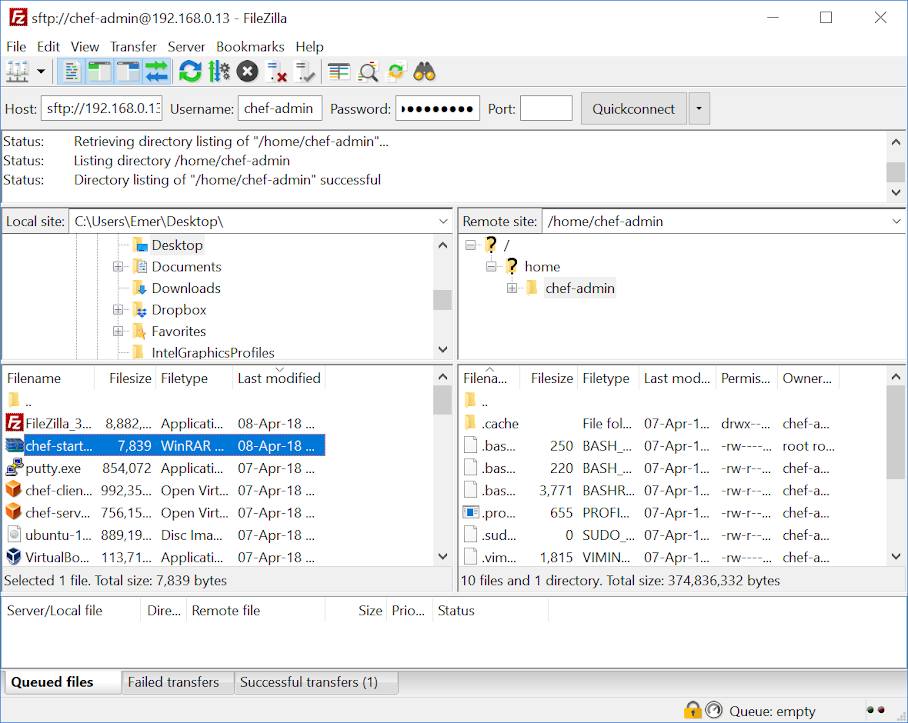 sftp://chef-admin@192.168.0.13 - FileZilla
File Edit View Transfer Server Bookmarks Help
Host: sftp://192.168.0.13 Username: chef-admin Password: ●●●●●●●●● Port: Quickconnect
Status: Retrieving directory listing of "/home/chef-admin"...
Status: Listing directory /home/chef-admin
Status: Directory listing of "/home/chef-admin" successful
Local site: C:\Users\Emer\Desktop\
Desktop
Documents
Downloads
Dropbox
Favorites
IntelGraphicsProfiles
Remote site: /home/chef-admin
/
home
chef-admin
Filename Filesize Filetype Last modified
..
FileZilla_3... 8,882,... Applicati... 08-Apr-18 ...
chef-start... 7,839 WinRAR ... 08-Apr-18 ...
putty.exe 854,072 Applicati... 07-Apr-18 ...
chef-clien... 992,35... Open Virt... 07-Apr-18 ...
chef-serv... 756,15... Open Virt... 07-Apr-18 ...
ubuntu-1... 889,19... Disc Ima... 07-Apr-18 ...
VirtualBo... 113,71... Applicati... 07-Apr-18 ...
Selected 1 file. Total size: 7,839 bytes
Filena... Filesize Filetype Last mod... Permis... Owner...
..
.cache File fol... 07-Apr-1... drwx--... chef-a...
.bas... 250 BASH_... 07-Apr-1... -rw----... root ro...
.bas... 220 BASH_... 07-Apr-1... -rw-r--... chef-a...
.bas... 3,771 BASHR... 07-Apr-1... -rw-r--... chef-a...
.pro... 655 PROFI... 07-Apr-1... -rw-r--... chef-a...
.sud... 0 SUDO_... 07-Apr-1... -rw-r--... chef-a...
.vim... 1,815 VIMIN... 07-Apr-1... -rw----... chef-a...
10 files and 1 directory. Total size: 374,836,332 bytes
Server/Local file Dire... Remote file Size Prio... Status
Queued files Failed transfers Successful transfers (1)
Queue: empty